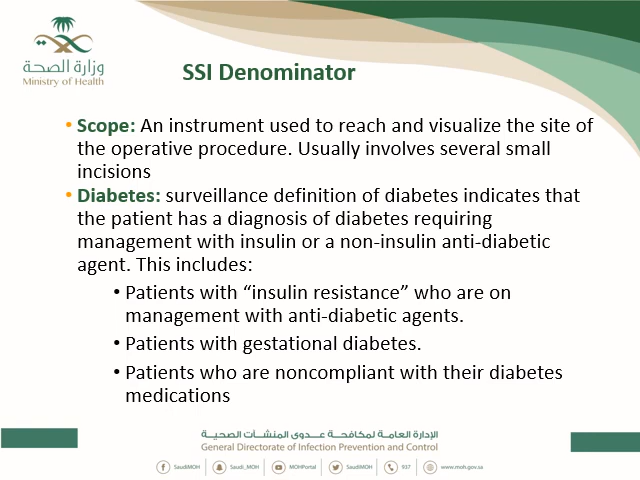 وزارة الصحة
Ministry of Health
SSI Denominator
• Scope: An instrument used to reach and visualize the site of
the operative procedure. Usually involves several small
incisions
• Diabetes: surveillance definition of diabetes indicates that
the patient has a diagnosis of diabetes requiring
management with insulin or a non-insulin anti-diabetic
agent. This includes:
• Patients with “insulin resistance” who are on
management with anti-diabetic agents.
• Patients with gestational diabetes.
• Patients who are noncompliant with their diabetes
medications
الإدارة العامة لمكافحة عدوى المنشآت الصحية
General Directorate of Infection Prevention and Control
SaudiMOH Saudi_MOH MOHPortal SaudiMOH 937 www.moh.gov.sa